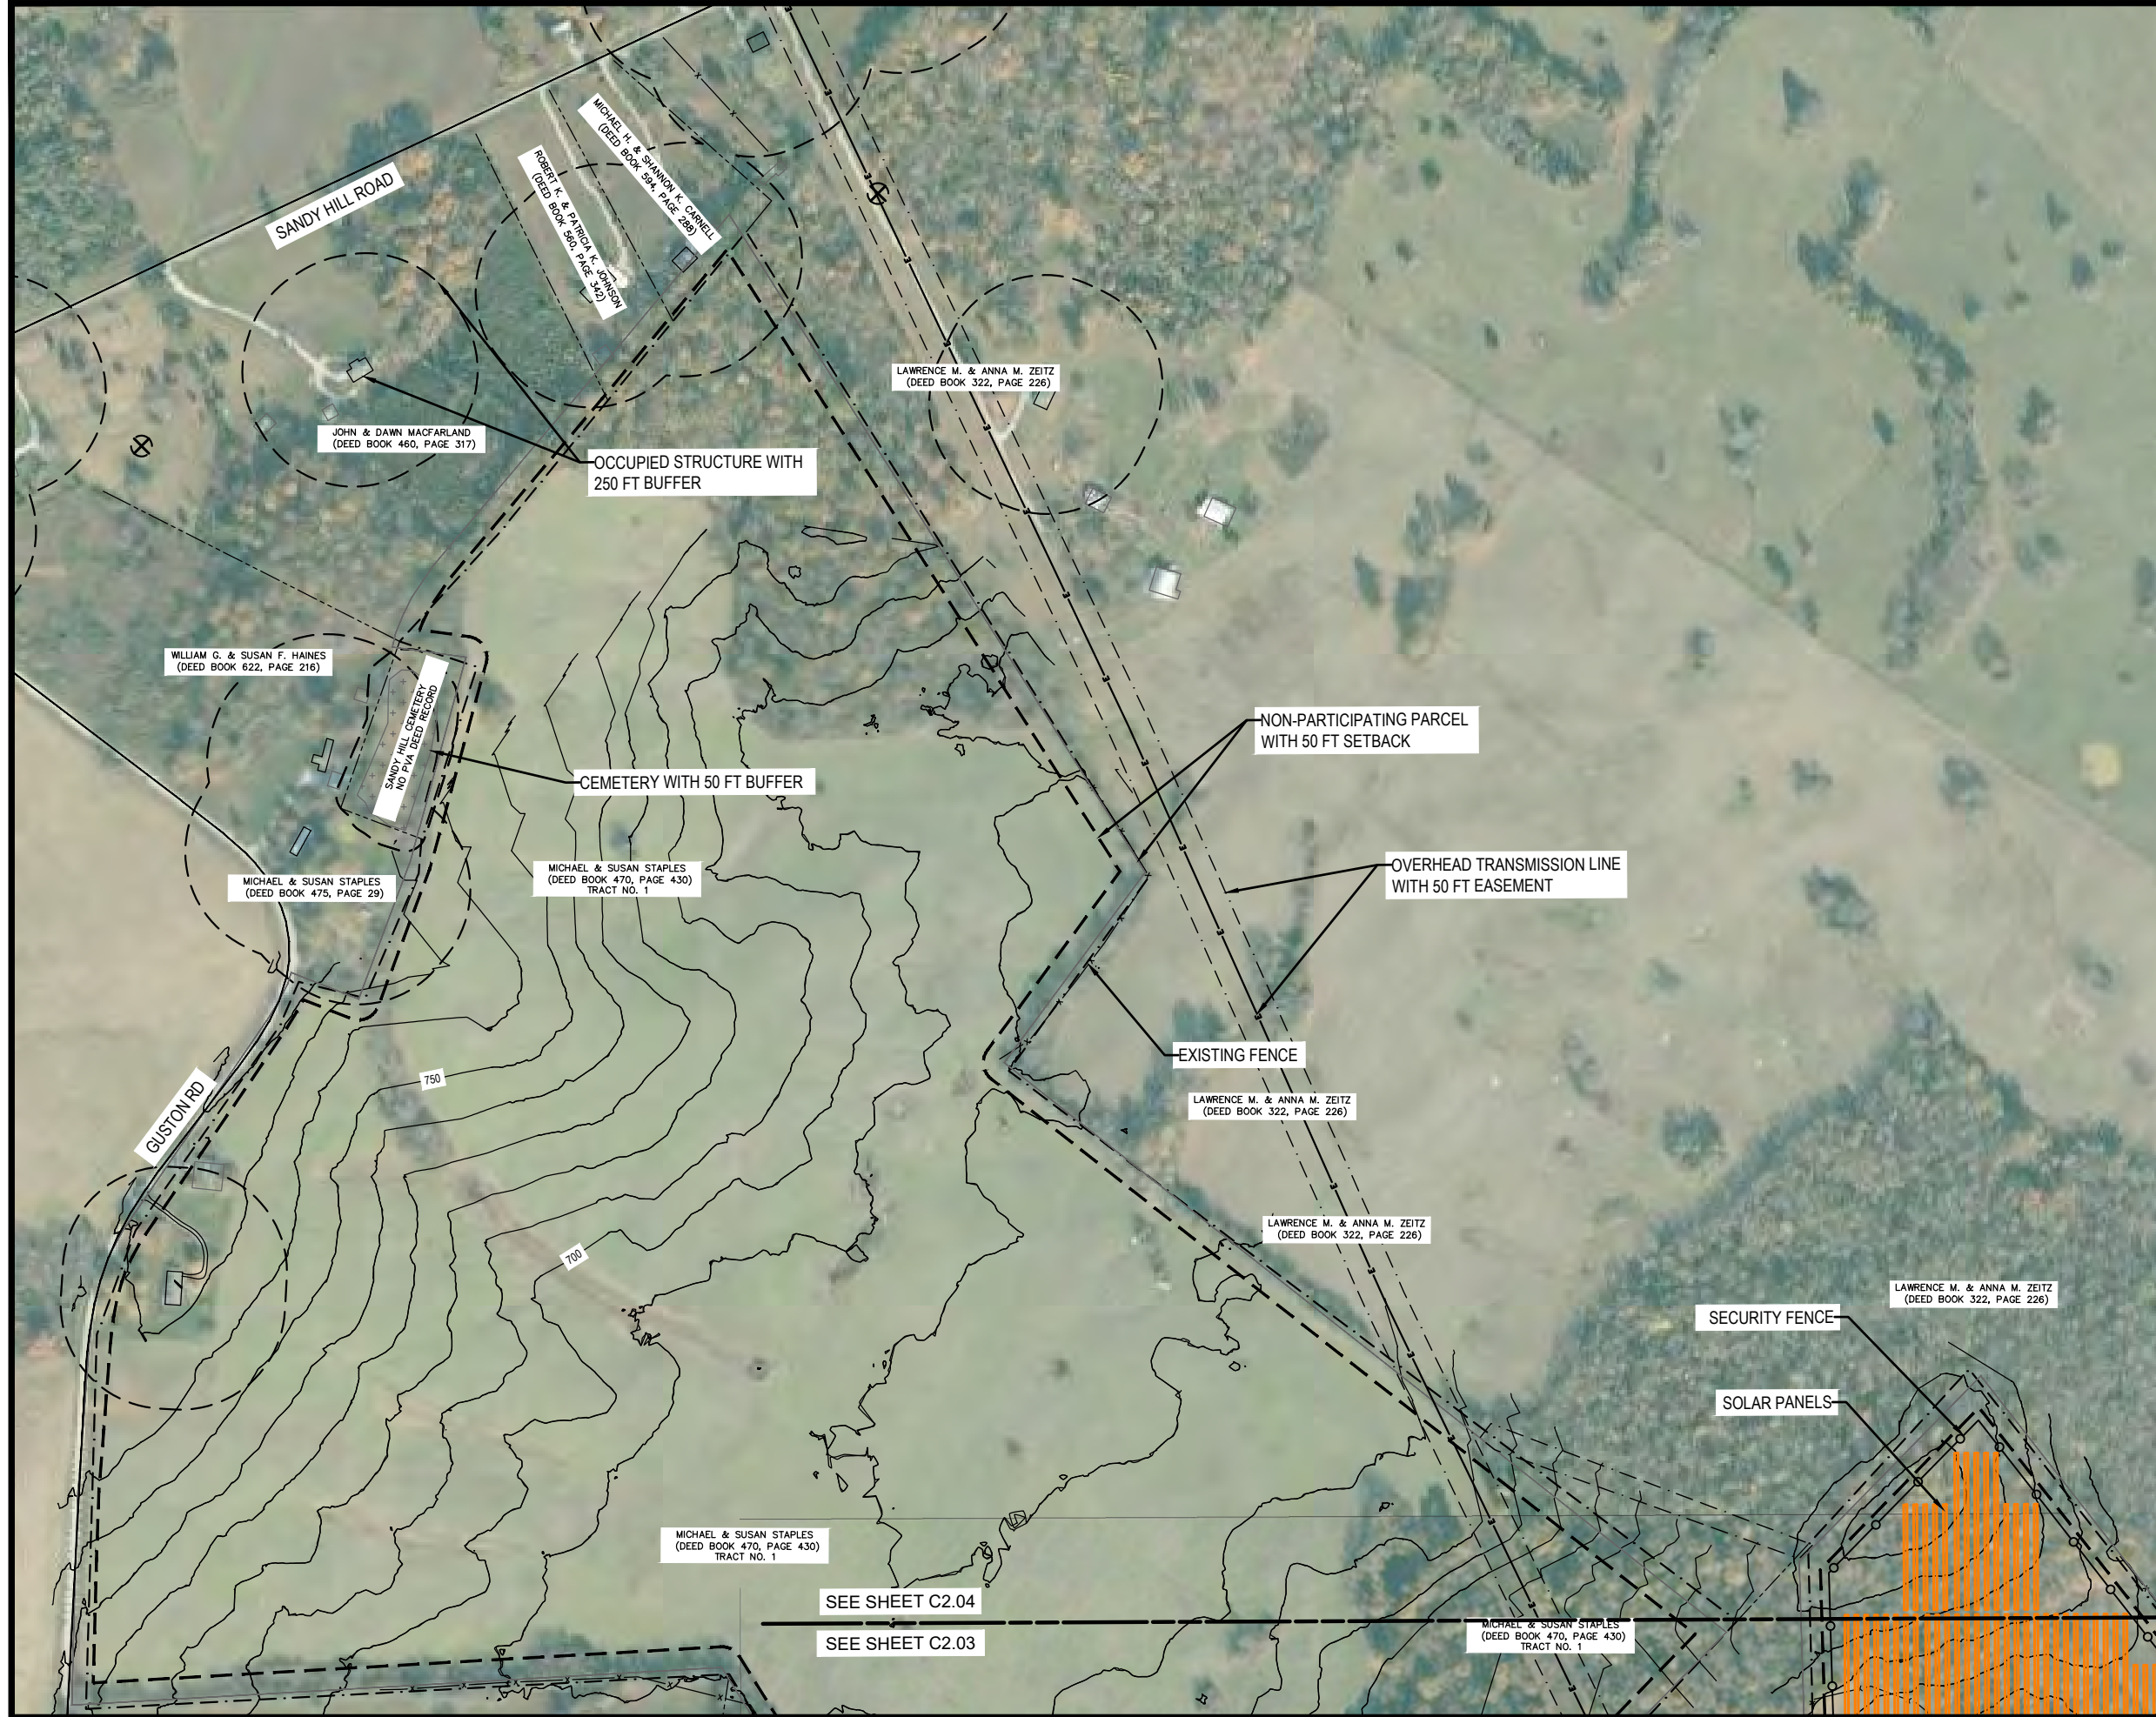 SANDY HILL ROAD
MICHAEL H. & SHANNON K. CARNELL
(DEED BOOK 594, PAGE 288)
ROBERT K. & PATRICIA K. JOHNSON
(DEED BOOK 560, PAGE 342)
LAWRENCE M. & ANNA M. ZEITZ
(DEED BOOK 322, PAGE 226)
JOHN & DAWN MACFARLAND
(DEED BOOK 460, PAGE 317)
OCCUPIED STRUCTURE WITH
250 FT BUFFER
WILLIAM G. & SUSAN F. HAINES
(DEED BOOK 622, PAGE 216)
SANDY HILL CEMETERY
NO PVA DEED RECORD
NON-PARTICIPATING PARCEL
WITH 50 FT SETBACK
CEMETERY WITH 50 FT BUFFER
MICHAEL & SUSAN STAPLES
(DEED BOOK 475, PAGE 29)
MICHAEL & SUSAN STAPLES
(DEED BOOK 470, PAGE 430)
TRACT NO. 1
OVERHEAD TRANSMISSION LINE
WITH 50 FT EASEMENT
EXISTING FENCE
750
GUSTON RD
LAWRENCE M. & ANNA M. ZEITZ
(DEED BOOK 322, PAGE 226)
LAWRENCE M. & ANNA M. ZEITZ
(DEED BOOK 322, PAGE 226)
700
LAWRENCE M. & ANNA M. ZEITZ
(DEED BOOK 322, PAGE 226)
SECURITY FENCE
SOLAR PANELS
MICHAEL & SUSAN STAPLES
(DEED BOOK 470, PAGE 430)
TRACT NO. 1
SEE SHEET C2.04
SEE SHEET C2.03
MICHAEL & SUSAN STAPLES
(DEED BOOK 470, PAGE 430)
TRACT NO. 1